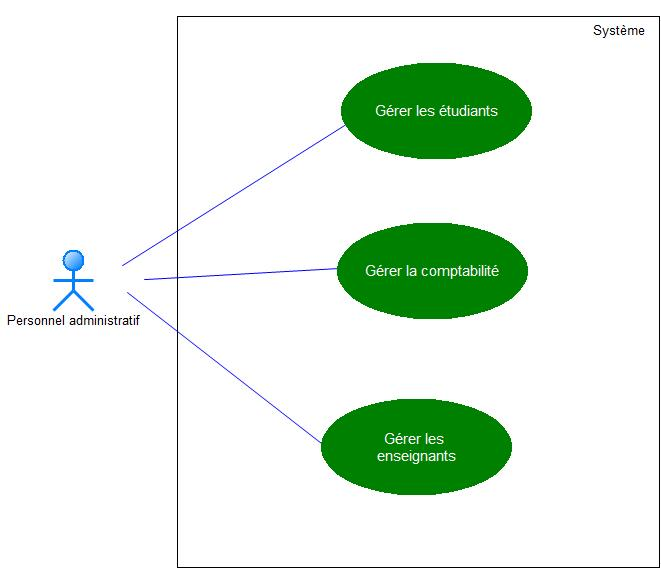 Système
Gérer les étudiants
Gérer la comptabilité
Personnel administratif
Gérer les
enseignants